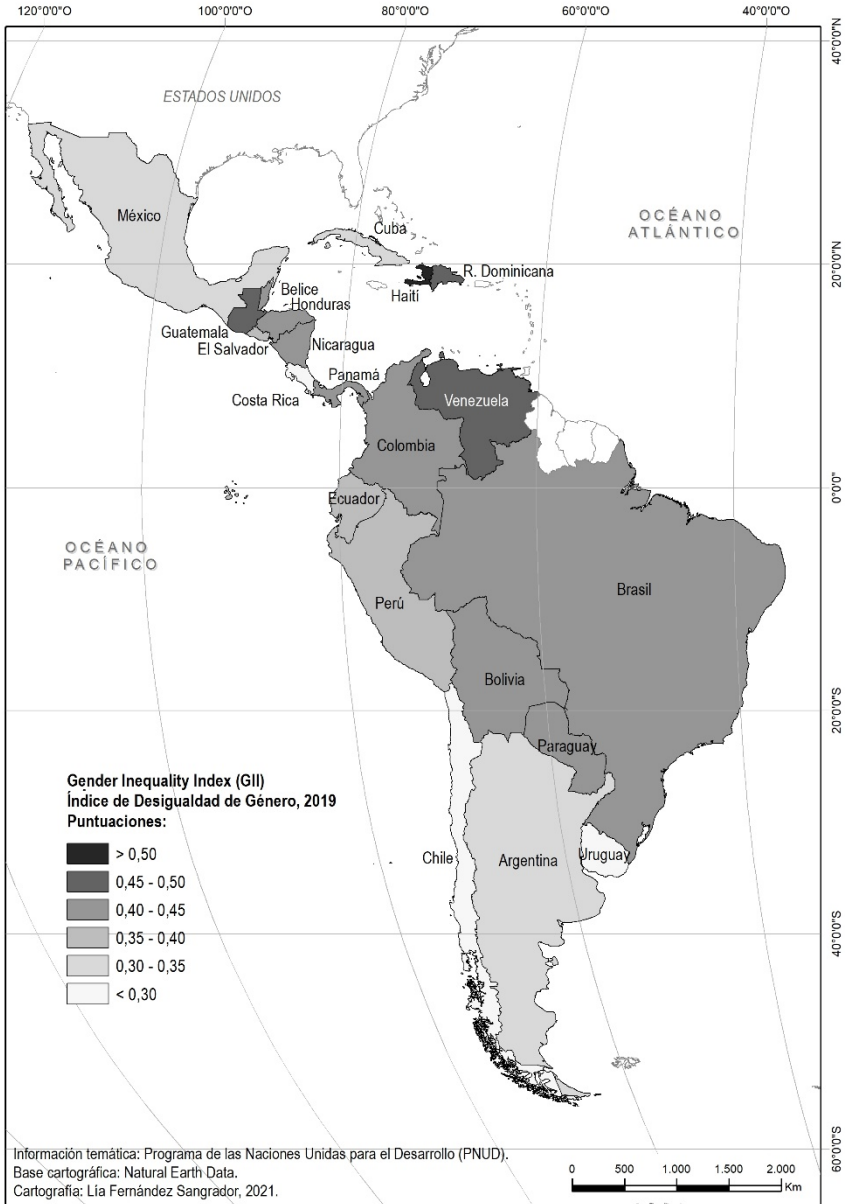 120°0'0"O
100°0'0"O
80°0'0"O
60°0'0"O
40°0'0"O
40°0'0"N
ESTADOS UNIDOS
México
Cuba
OCÉANO
ATLÁNTICO
20°0'0"N
R. Dominicana
Haití
Belice
Honduras
Guatemala
El Salvador
Nicaragua
Panamá
Costa Rica
Venezuela
Colombia
Ecuador
0°0'0"
OCÉANO
PACÍFICO
Perú
Brasil
Bolivia
20°0'0"S
Paraguay
Chile
Argentina
Uruguay
40°0'0"S
Gender Inequality Index (GII)
Índice de Desigualdad de Género, 2019
Puntuaciones:
> 0,50
0,45 - 0,50
0,40 - 0,45
0,35 - 0,40
0,30 - 0,35
< 0,30
60°0'0"S
Información temática: Programa de las Naciones Unidas para el Desarrollo (PNUD).
Base cartográfica: Natural Earth Data.
Cartografía: Lía Fernández Sangrador, 2021.
0 500 1.000 1.500 2.000
Km